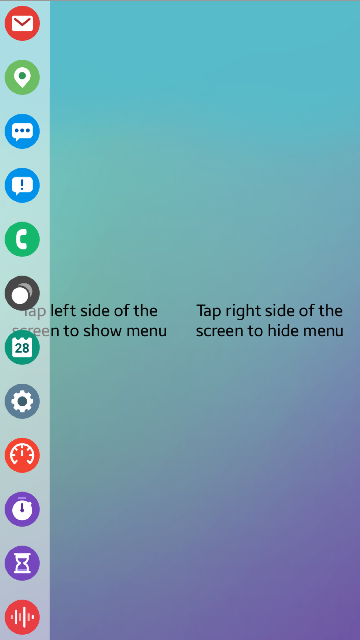 Tap left side of the
screen to show menu
Tap right side of the
screen to hide menu
28